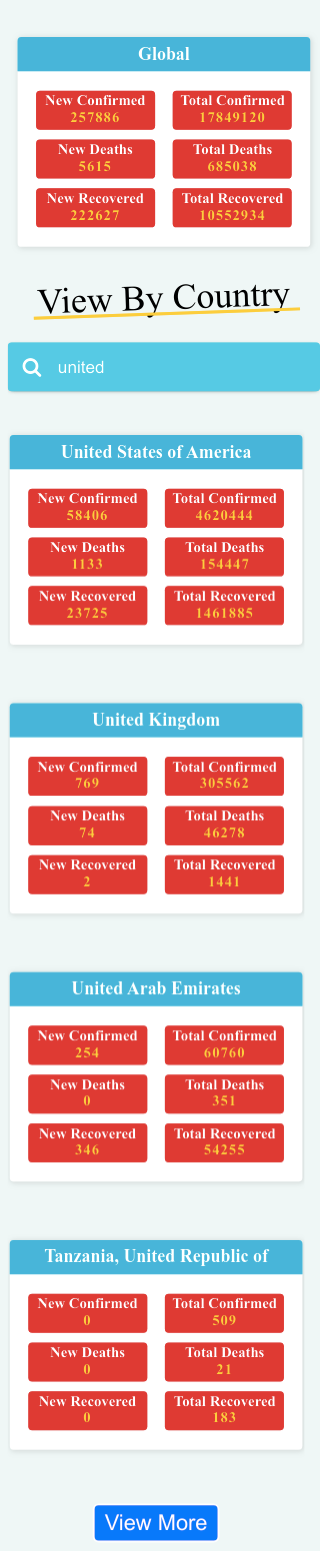 Global
New Confirmed Total Confirmed
257886 17849120
New Deaths Total Deaths
5615 685038
New Recovered Total Recovered
222627 10552934
View By Country
united
United States of America
New Confirmed Total Confirmed
58406 4620444
New Deaths Total Deaths
1133 154447
New Recovered Total Recovered
23725 1461885
United Kingdom
New Confirmed Total Confirmed
769 305562
New Deaths Total Deaths
74 46278
New Recovered Total Recovered
2 1441
United Arab Emirates
New Confirmed Total Confirmed
254 60760
New Deaths Total Deaths
0 351
New Recovered Total Recovered
346 54255
Tanzania, United Republic of
New Confirmed Total Confirmed
0 509
New Deaths Total Deaths
0 21
New Recovered Total Recovered
0 183
View More